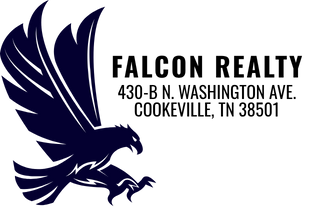 FALCON REALTY
430-B N. WASHINGTON AVE.
COOKEVILLE, TN 38501